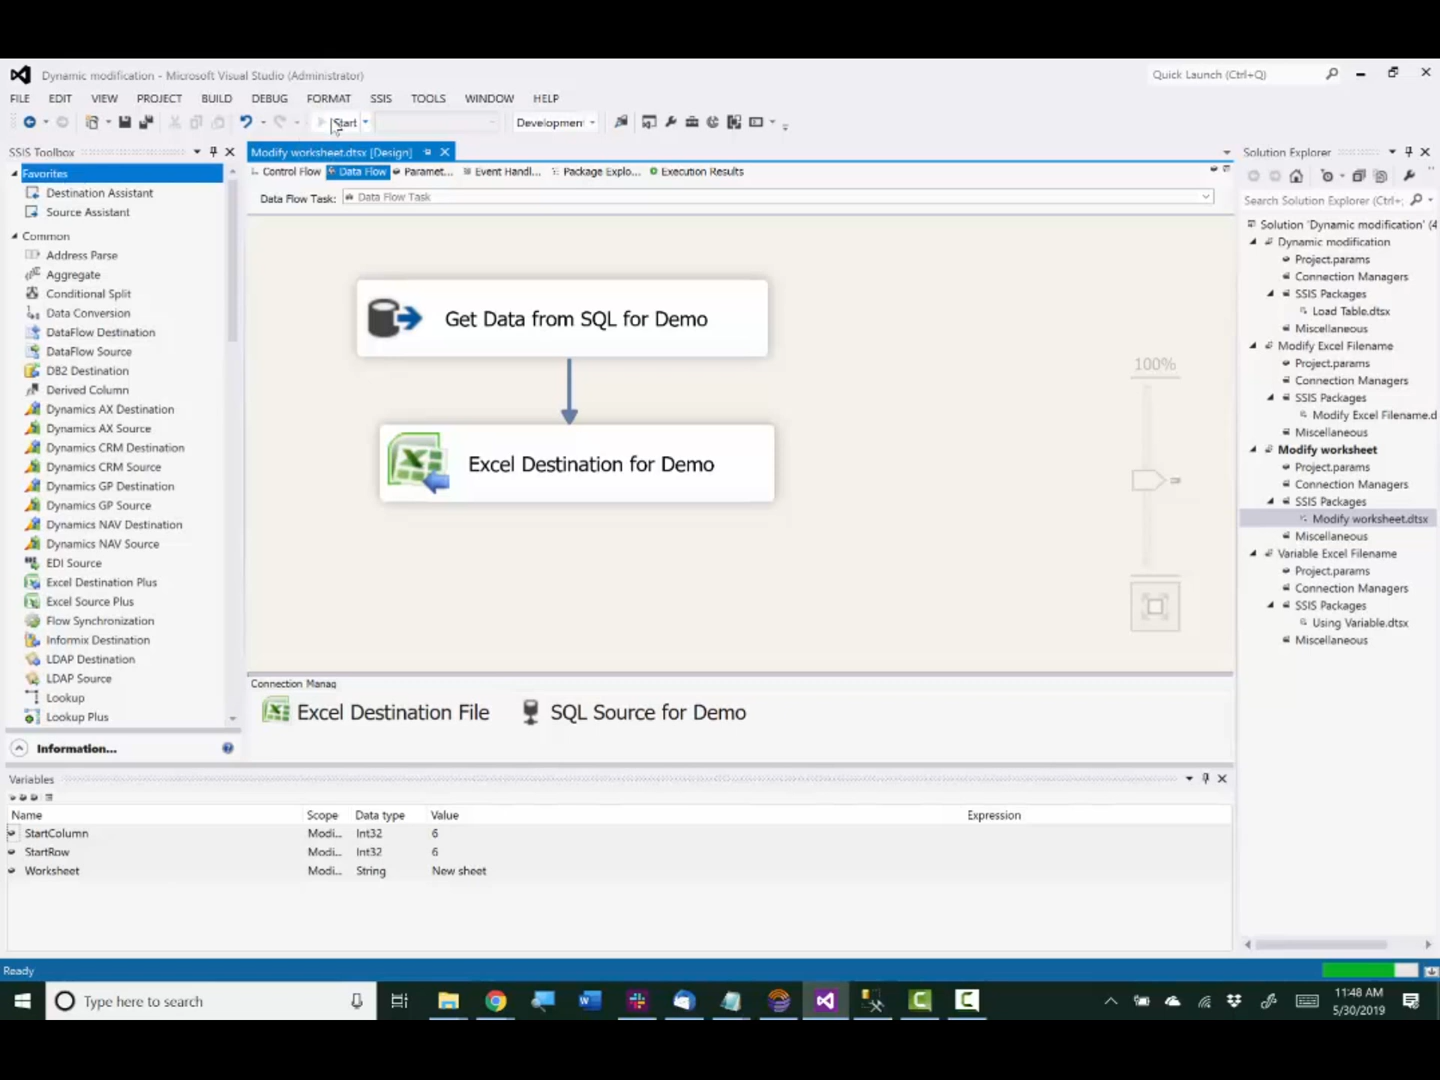 Dynamic modification - Microsoft Visual Studio (Administrator)
Quick Launch (Ctrl+Q)
FILE EDIT VIEW PROJECT BUILD DEBUG FORMAT SSIS TOOLS WINDOW HELP
Start
Development
SSIS Toolbox
Favorites
Destination Assistant
Source Assistant
Common
Address Parse
Aggregate
Conditional Split
Data Conversion
DataFlow Destination
DataFlow Source
DB2 Destination
Derived Column
Dynamics AX Destination
Dynamics AX Source
Dynamics CRM Destination
Dynamics CRM Source
Dynamics GP Destination
Dynamics GP Source
Dynamics NAV Destination
Dynamics NAV Source
EDI Source
Excel Destination Plus
Excel Source Plus
Flow Synchronization
Informix Destination
LDAP Destination
LDAP Source
Lookup
Lookup Plus
Information...
Modify worksheet.dtsx [Design]
Control Flow Data Flow Paramet... Event Handl... Package Explo... Execution Results
Data Flow Task: Data Flow Task
Get Data from SQL for Demo
Excel Destination for Demo
100%
Connection Manag
Excel Destination File
SQL Source for Demo
Solution Explorer
Search Solution Explorer (Ctrl+;
Solution 'Dynamic modification' (4
Dynamic modification
Project.params
Connection Managers
SSIS Packages
Load Table.dtsx
Miscellaneous
Modify Excel Filename
Project.params
Connection Managers
SSIS Packages
Modify Excel Filename.d
Miscellaneous
Modify worksheet
Project.params
Connection Managers
SSIS Packages
Modify worksheet.dtsx
Miscellaneous
Variable Excel Filename
Project.params
Connection Managers
SSIS Packages
Using Variable.dtsx
Miscellaneous
Variables
Name Scope Data type Value Expression
StartColumn Modi... Int32 6
StartRow Modi... Int32 6
Worksheet Modi... String New sheet
Ready
Type here to search
11:48 AM
5/30/2019